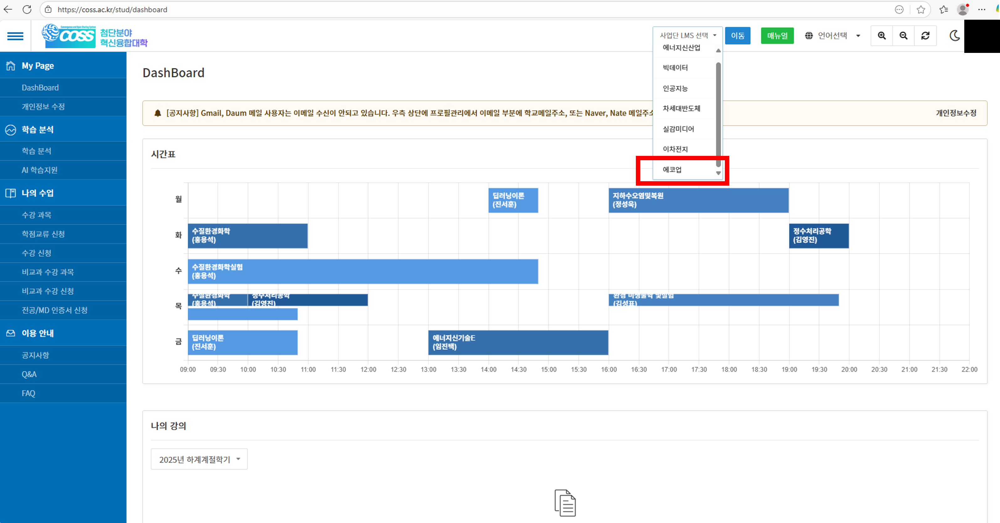 https://coss.ac.kr/stud/dashboard
Convergence and Open Sharing System
COSS
첨단분야
혁신융합대학
사업단 LMS 선택
이동
매뉴얼
언어선택
에너지신산업
빅데이터
인공지능
차세대반도체
실감미디어
이차전지
에코업
My Page
DashBoard
개인정보 수정
학습 분석
학습 분석
AI 학습지원
나의 수업
수강 과목
학점교류 신청
수강 신청
비교과 수강 과목
비교과 수강 신청
전공/MD 인증서 신청
이용 안내
공지사항
Q&A
FAQ
DashBoard
[공지사항] Gmail, Daum 메일 사용자는 이메일 수신이 안되고 있습니다. 우측 상단에 프로필관리에서 이메일 부분에 학교메일주소, 또는 Naver, Nate 메일주소
개인정보수정
시간표
월
딥러닝이론
(진서훈)
지하수오염및복원
(정성욱)
화
수질환경화학
(홍용석)
정수처리공학
(김영진)
수
수질환경화학실험
(홍용석)
목
수질환경화학
(홍용석)
정수처리공학
(김영진)
환경 미생물학 및실험
(김성표)
금
딥러닝이론
(진서훈)
에너지신기술E
(임진택)
09:00 09:30 10:00 10:30 11:00 11:30 12:00 12:30 13:00 13:30 14:00 14:30 15:00 15:30 16:00 16:30 17:00 17:30 18:00 18:30 19:00 19:30 20:00 20:30 21:00 21:30 22:00
나의 강의
2025년 하계계절학기